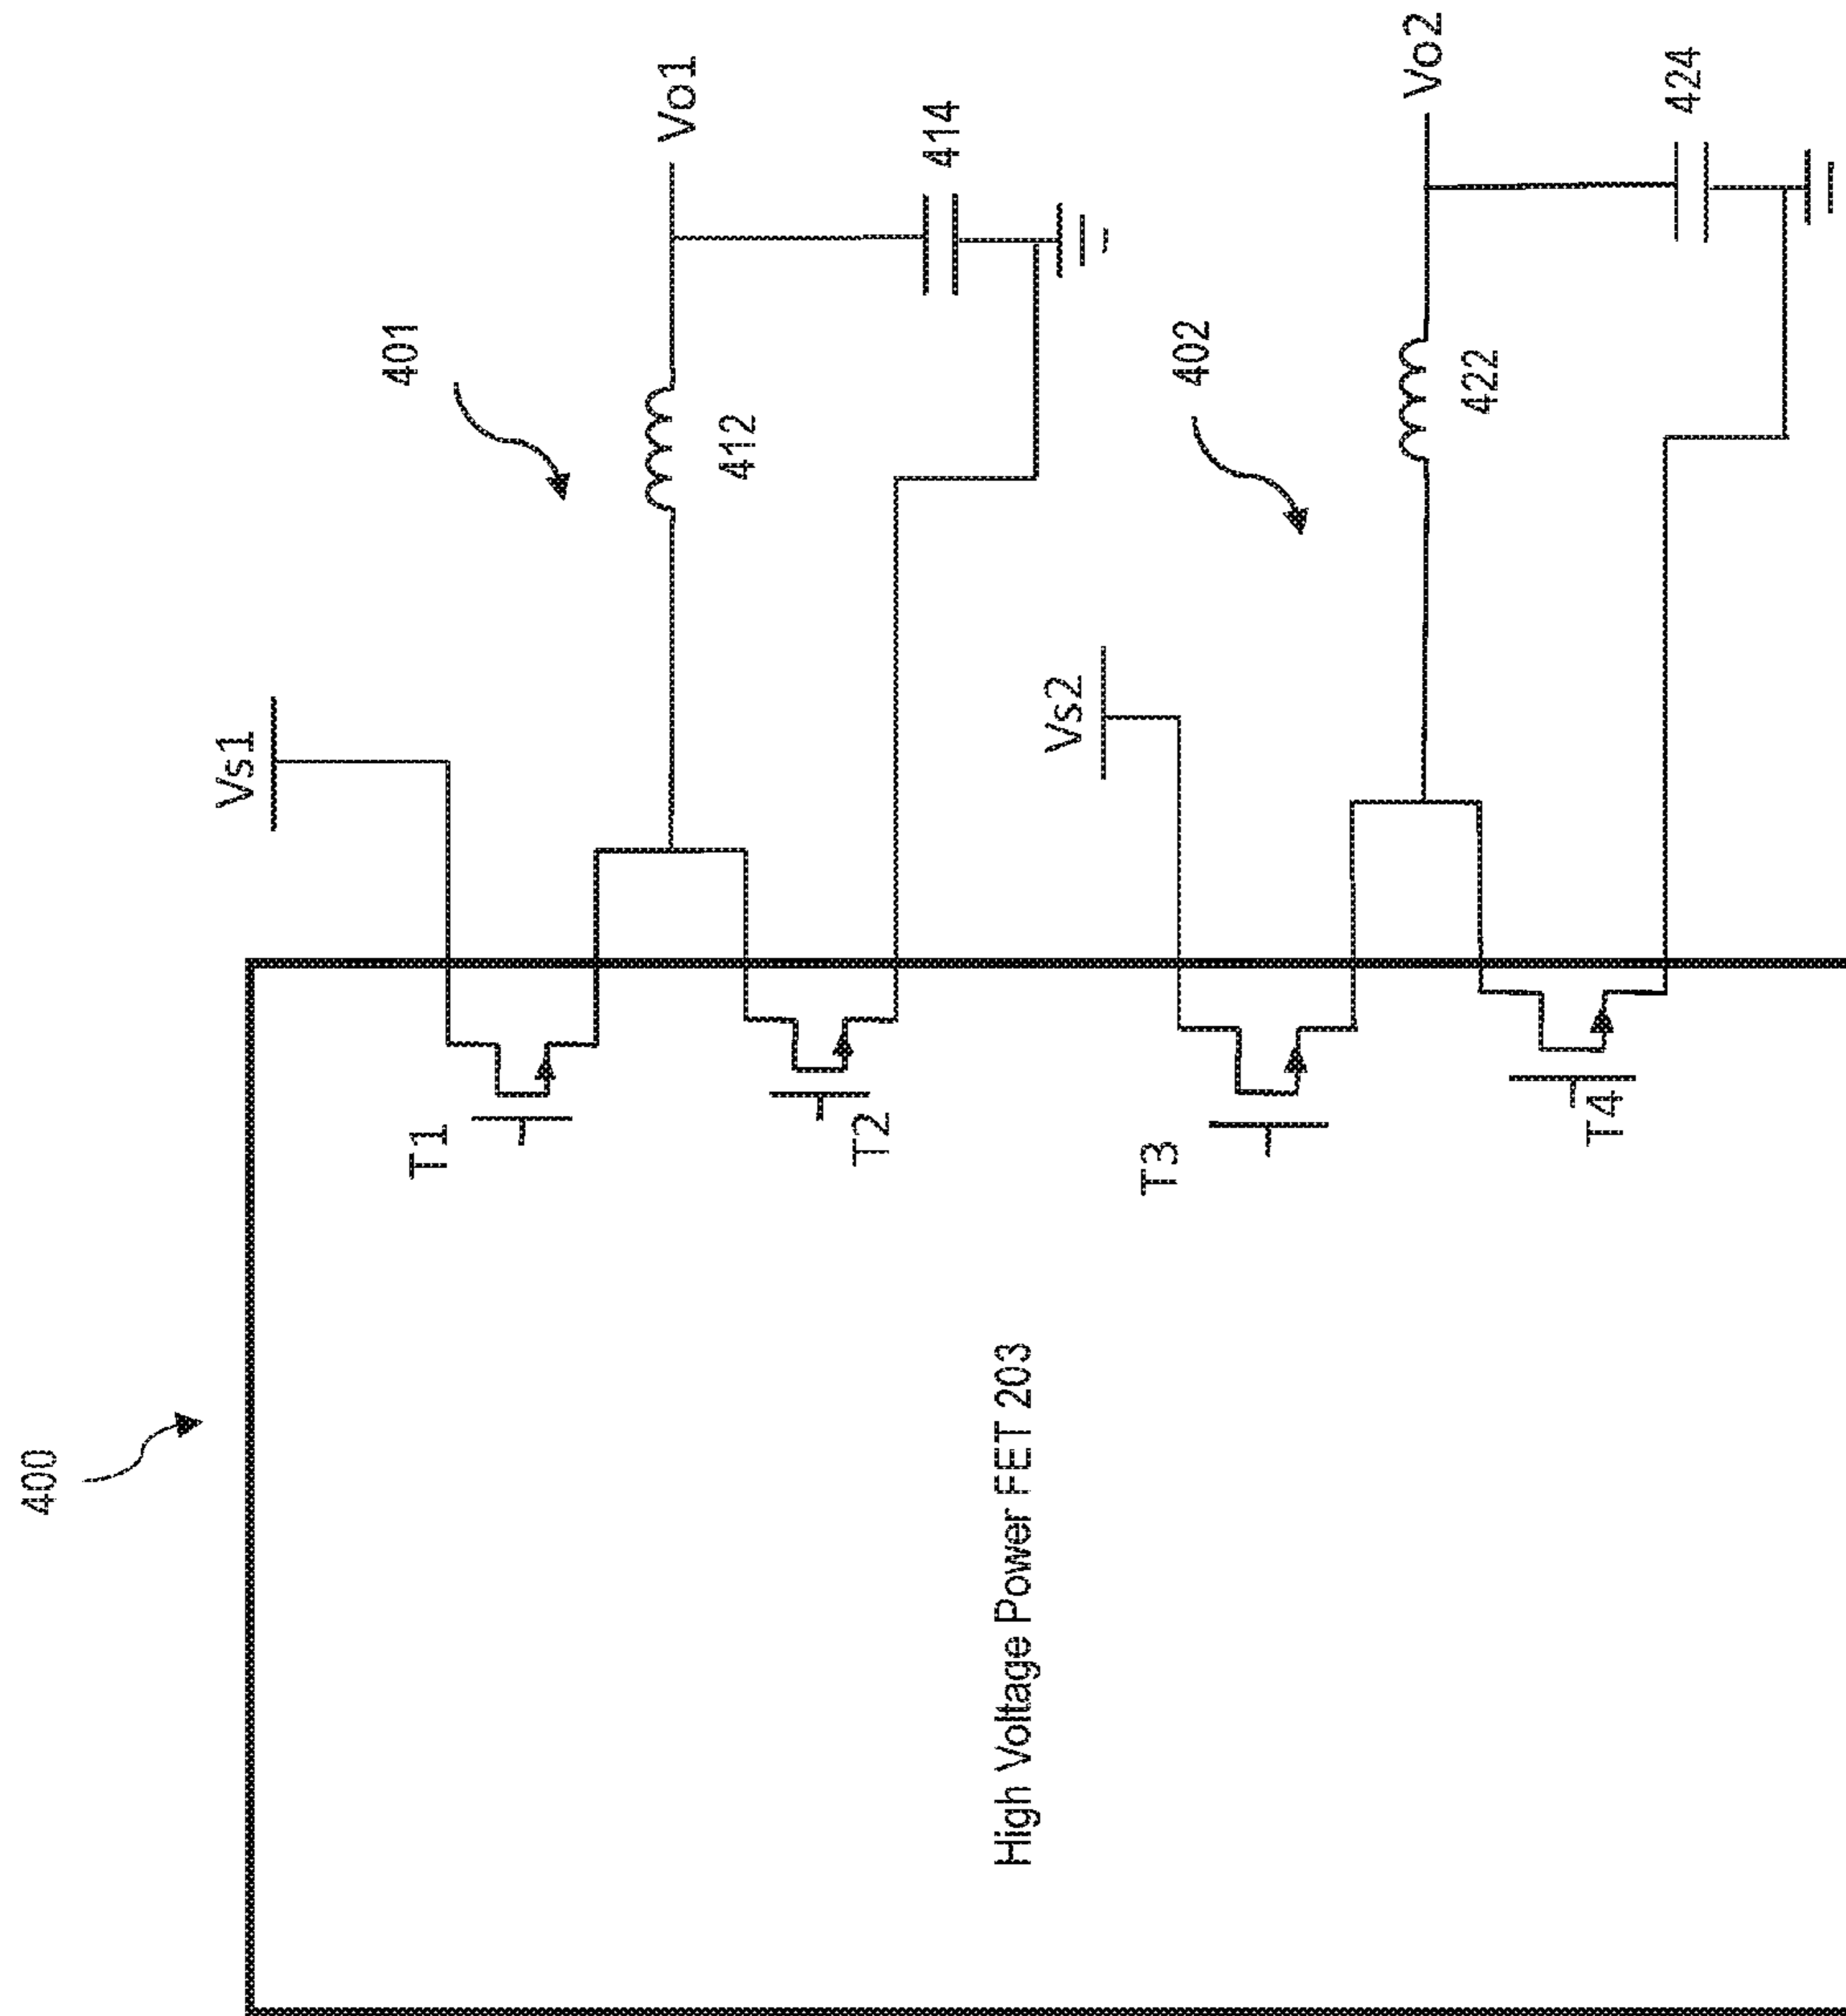 400
High Voltage Power FET 203
T1
T2
T3
T4
Vs1
Vs2
401
412
402
422
Vo1
414
Vo2
424